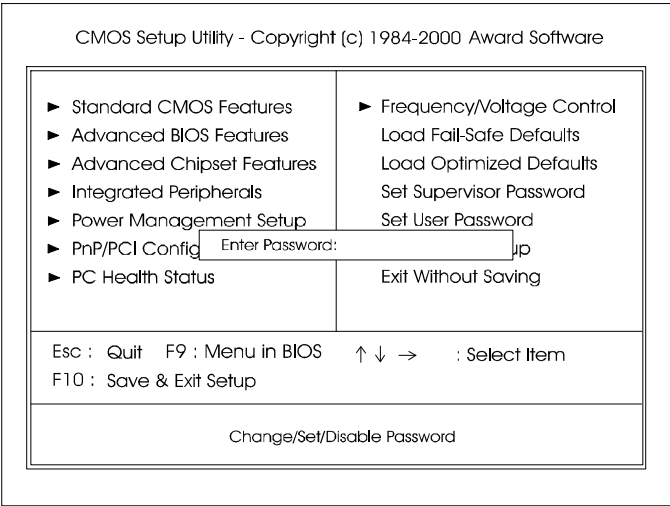 CMOS Setup Utility - Copyright (c) 1984-2000 Award Software
► Standard CMOS Features
► Advanced BIOS Features
► Advanced Chipset Features
► Integrated Peripherals
► Power Management Setup
► PnP/PCI Config
► PC Health Status
► Frequency/Voltage Control
Load Fail-Safe Defaults
Load Optimized Defaults
Set Supervisor Password
Set User Password
up
Exit Without Saving
Enter Password:
Esc : Quit F9 : Menu in BIOS ↑ ↓ → : Select Item
F10 : Save & Exit Setup
Change/Set/Disable Password